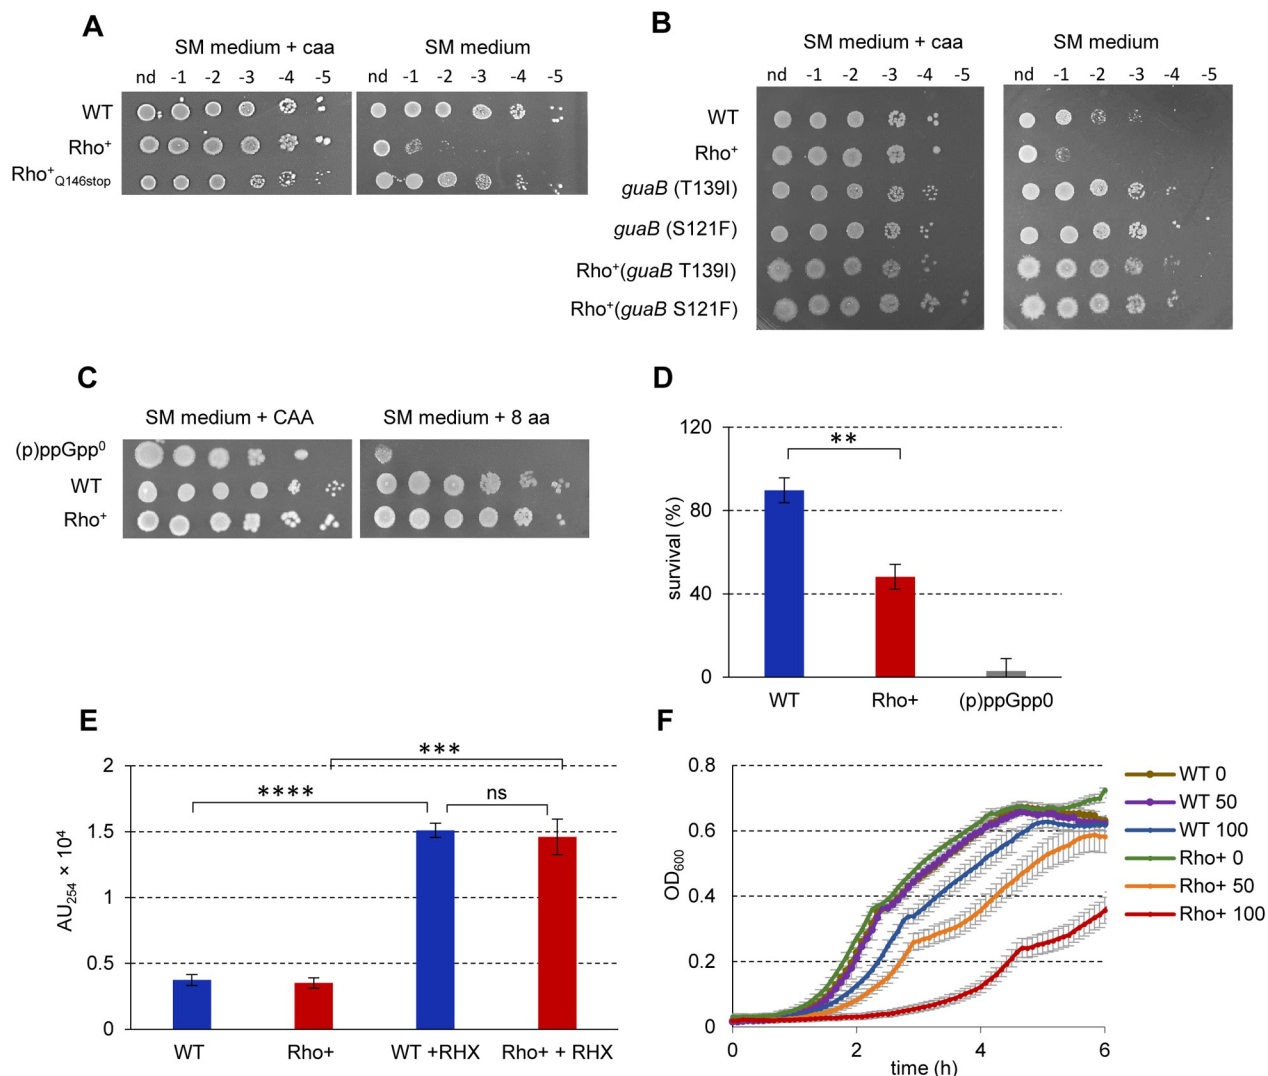 A
SM medium + caa
SM medium
nd -1 -2 -3 -4 -5
nd -1 -2 -3 -4 -5
WT
Rho⁺
Rho⁺Q146stop
B
SM medium + caa
SM medium
nd -1 -2 -3 -4 -5
nd -1 -2 -3 -4 -5
WT
Rho⁺
guaB (T139I)
guaB (S121F)
Rho⁺(guaB T139I)
Rho⁺(guaB S121F)
C
SM medium + CAA
SM medium + 8 aa
(p)ppGpp⁰
WT
Rho⁺
D
survival (%)
120
80
40
0
**
WT
Rho+
(p)ppGpp0
E
AU₂₅₄ × 10⁴
2
1.5
1
0.5
0
***
****
ns
WT
Rho+
WT +RHX
Rho+ + RHX
F
OD₆₀₀
0.8
0.6
0.4
0.2
0
0 2 4 6
time (h)
WT 0
WT 50
WT 100
Rho+ 0
Rho+ 50
Rho+ 100